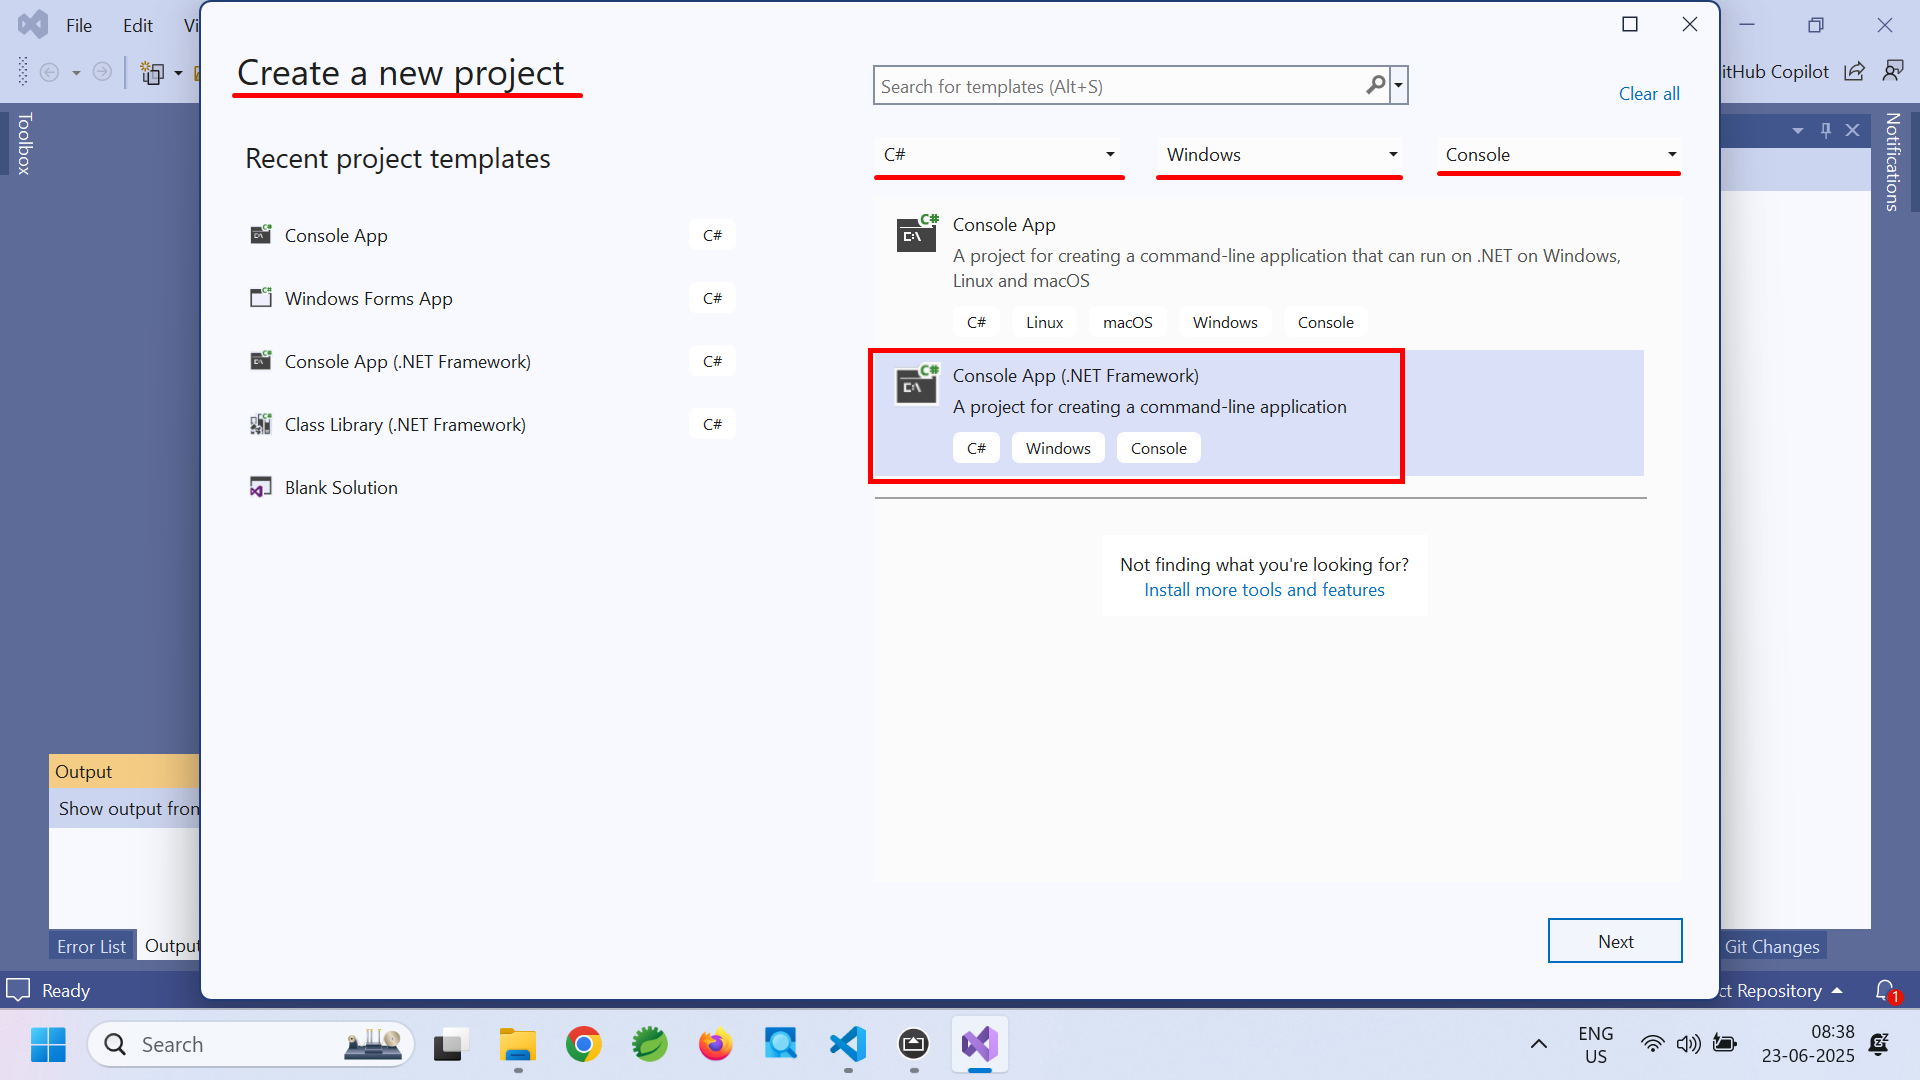 File
Edit
Vi
Toolbox
Create a new project
Recent project templates
Console App
C#
Windows Forms App
C#
Console App (.NET Framework)
C#
Class Library (.NET Framework)
C#
Blank Solution
Search for templates (Alt+S)
Clear all
C#
Windows
Console
C#
C:\
Console App
A project for creating a command-line application that can run on .NET on Windows,
Linux and macOS
C#
Linux
macOS
Windows
Console
C#
C:\
Console App (.NET Framework)
A project for creating a command-line application
C#
Windows
Console
Not finding what you're looking for?
Install more tools and features
Next
itHub Copilot
Notifications
Output
Show output from
Error List
Output
Git Changes
Ready
ct Repository
1
Search
ENG
US
08:38
23-06-2025